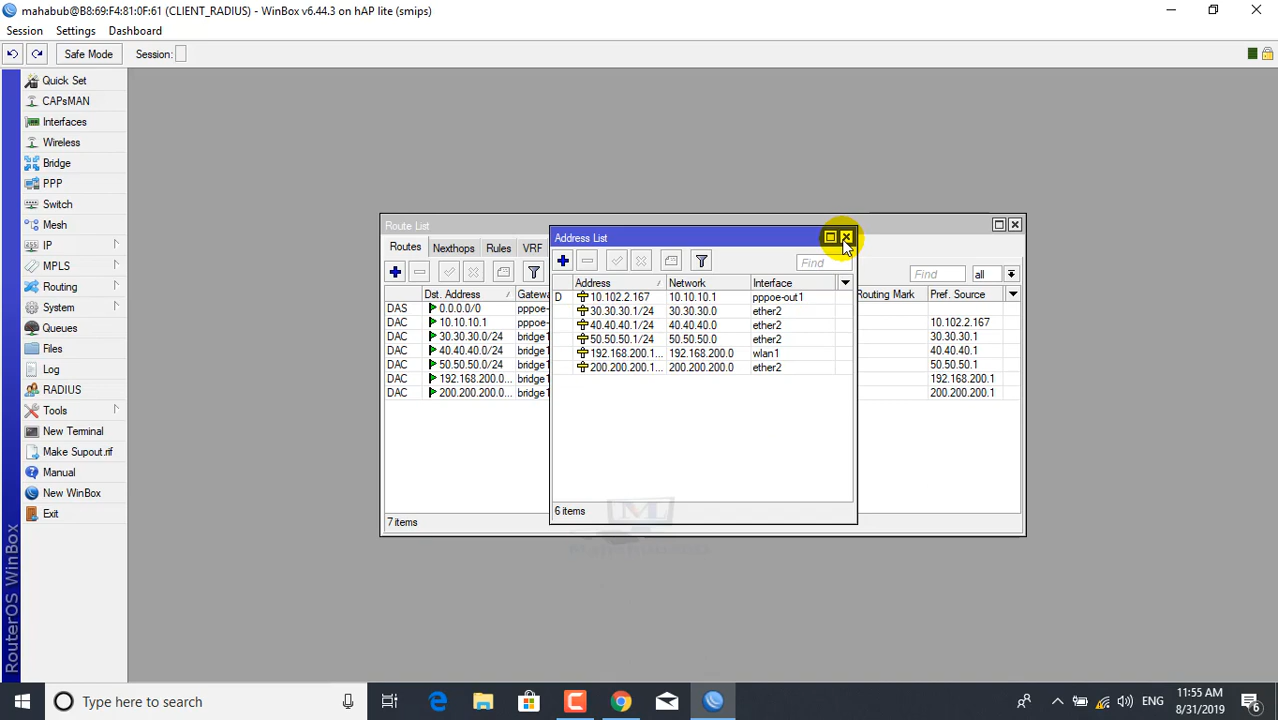 mahabub@B8:69:F4:81:0F:61 (CLIENT_RADIUS) - WinBox v6.44.3 on hAP lite (smips)
Session Settings Dashboard
Safe Mode Session:
Quick Set
CAPsMAN
Interfaces
Wireless
Bridge
PPP
Switch
Mesh
IP
MPLS
Routing
System
Queues
Files
Log
RADIUS
Tools
New Terminal
Make Supout.rif
Manual
New WinBox
Exit
RouterOS WinBox
Route List
Routes Nexthops Rules VRF
Find all
Dst. Address Gatew Routing Mark Pref. Source
DAS 0.0.0.0/0 pppoe-
DAC 10.10.10.1 pppoe- 10.102.2.167
DAC 30.30.30.0/24 bridge1 30.30.30.1
DAC 40.40.40.0/24 bridge1 40.40.40.1
DAC 50.50.50.0/24 bridge1 50.50.50.1
DAC 192.168.200.0... bridge1 192.168.200.1
DAC 200.200.200.0... bridge1 200.200.200.1
7 items
Address List
Find
Address Network Interface
D 10.102.2.167 10.10.10.1 pppoe-out1
30.30.30.1/24 30.30.30.0 ether2
40.40.40.1/24 40.40.40.0 ether2
50.50.50.1/24 50.50.50.0 ether2
192.168.200.1... 192.168.200.0 wlan1
200.200.200.1... 200.200.200.0 ether2
6 items
Type here to search
ENG
11:55 AM
8/31/2019
6